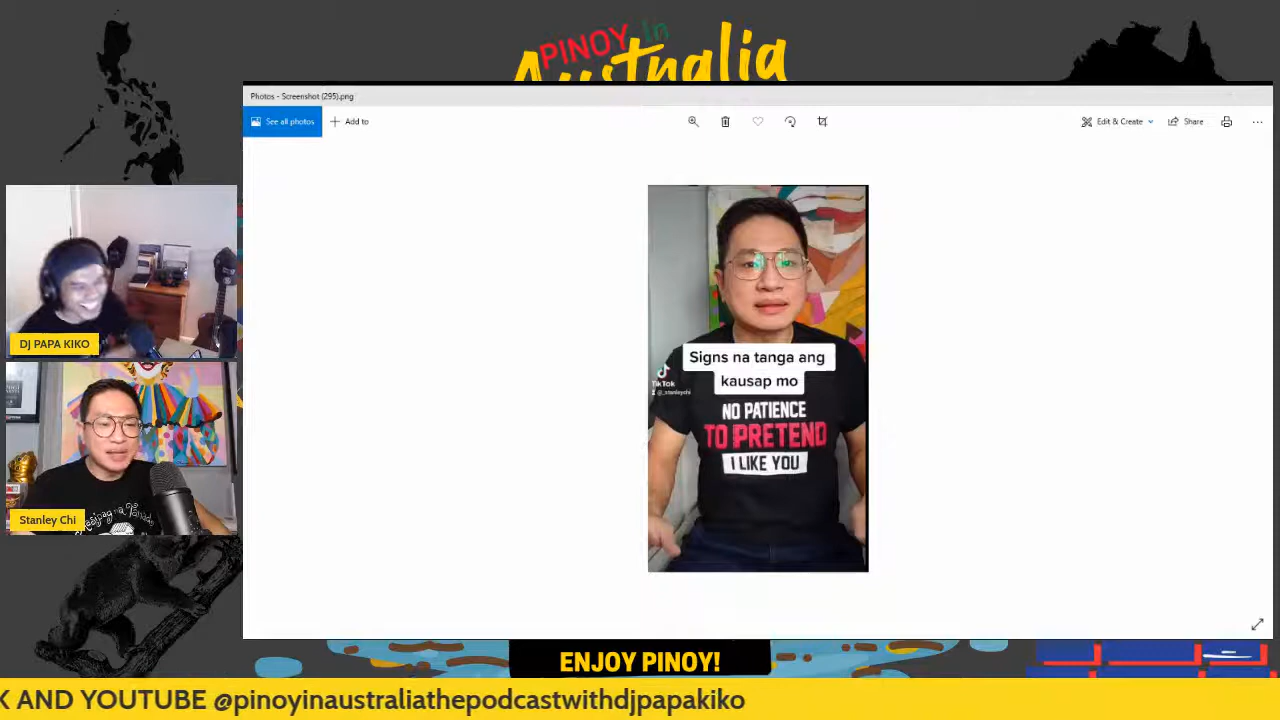 PINOY in
Australia
Photos - Screenshot (295).png
See all photos
Add to
Edit & Create
Share
DJ PAPA KIKO
Stanley Chi
Signs na tanga ang
kausap mo
TikTok
@_stanleychi
NO PATIENCE
TO PRETEND
I LIKE YOU
ENJOY PINOY!
K AND YOUTUBE @pinoyinaustraliathepodcastwithdjpapakiko